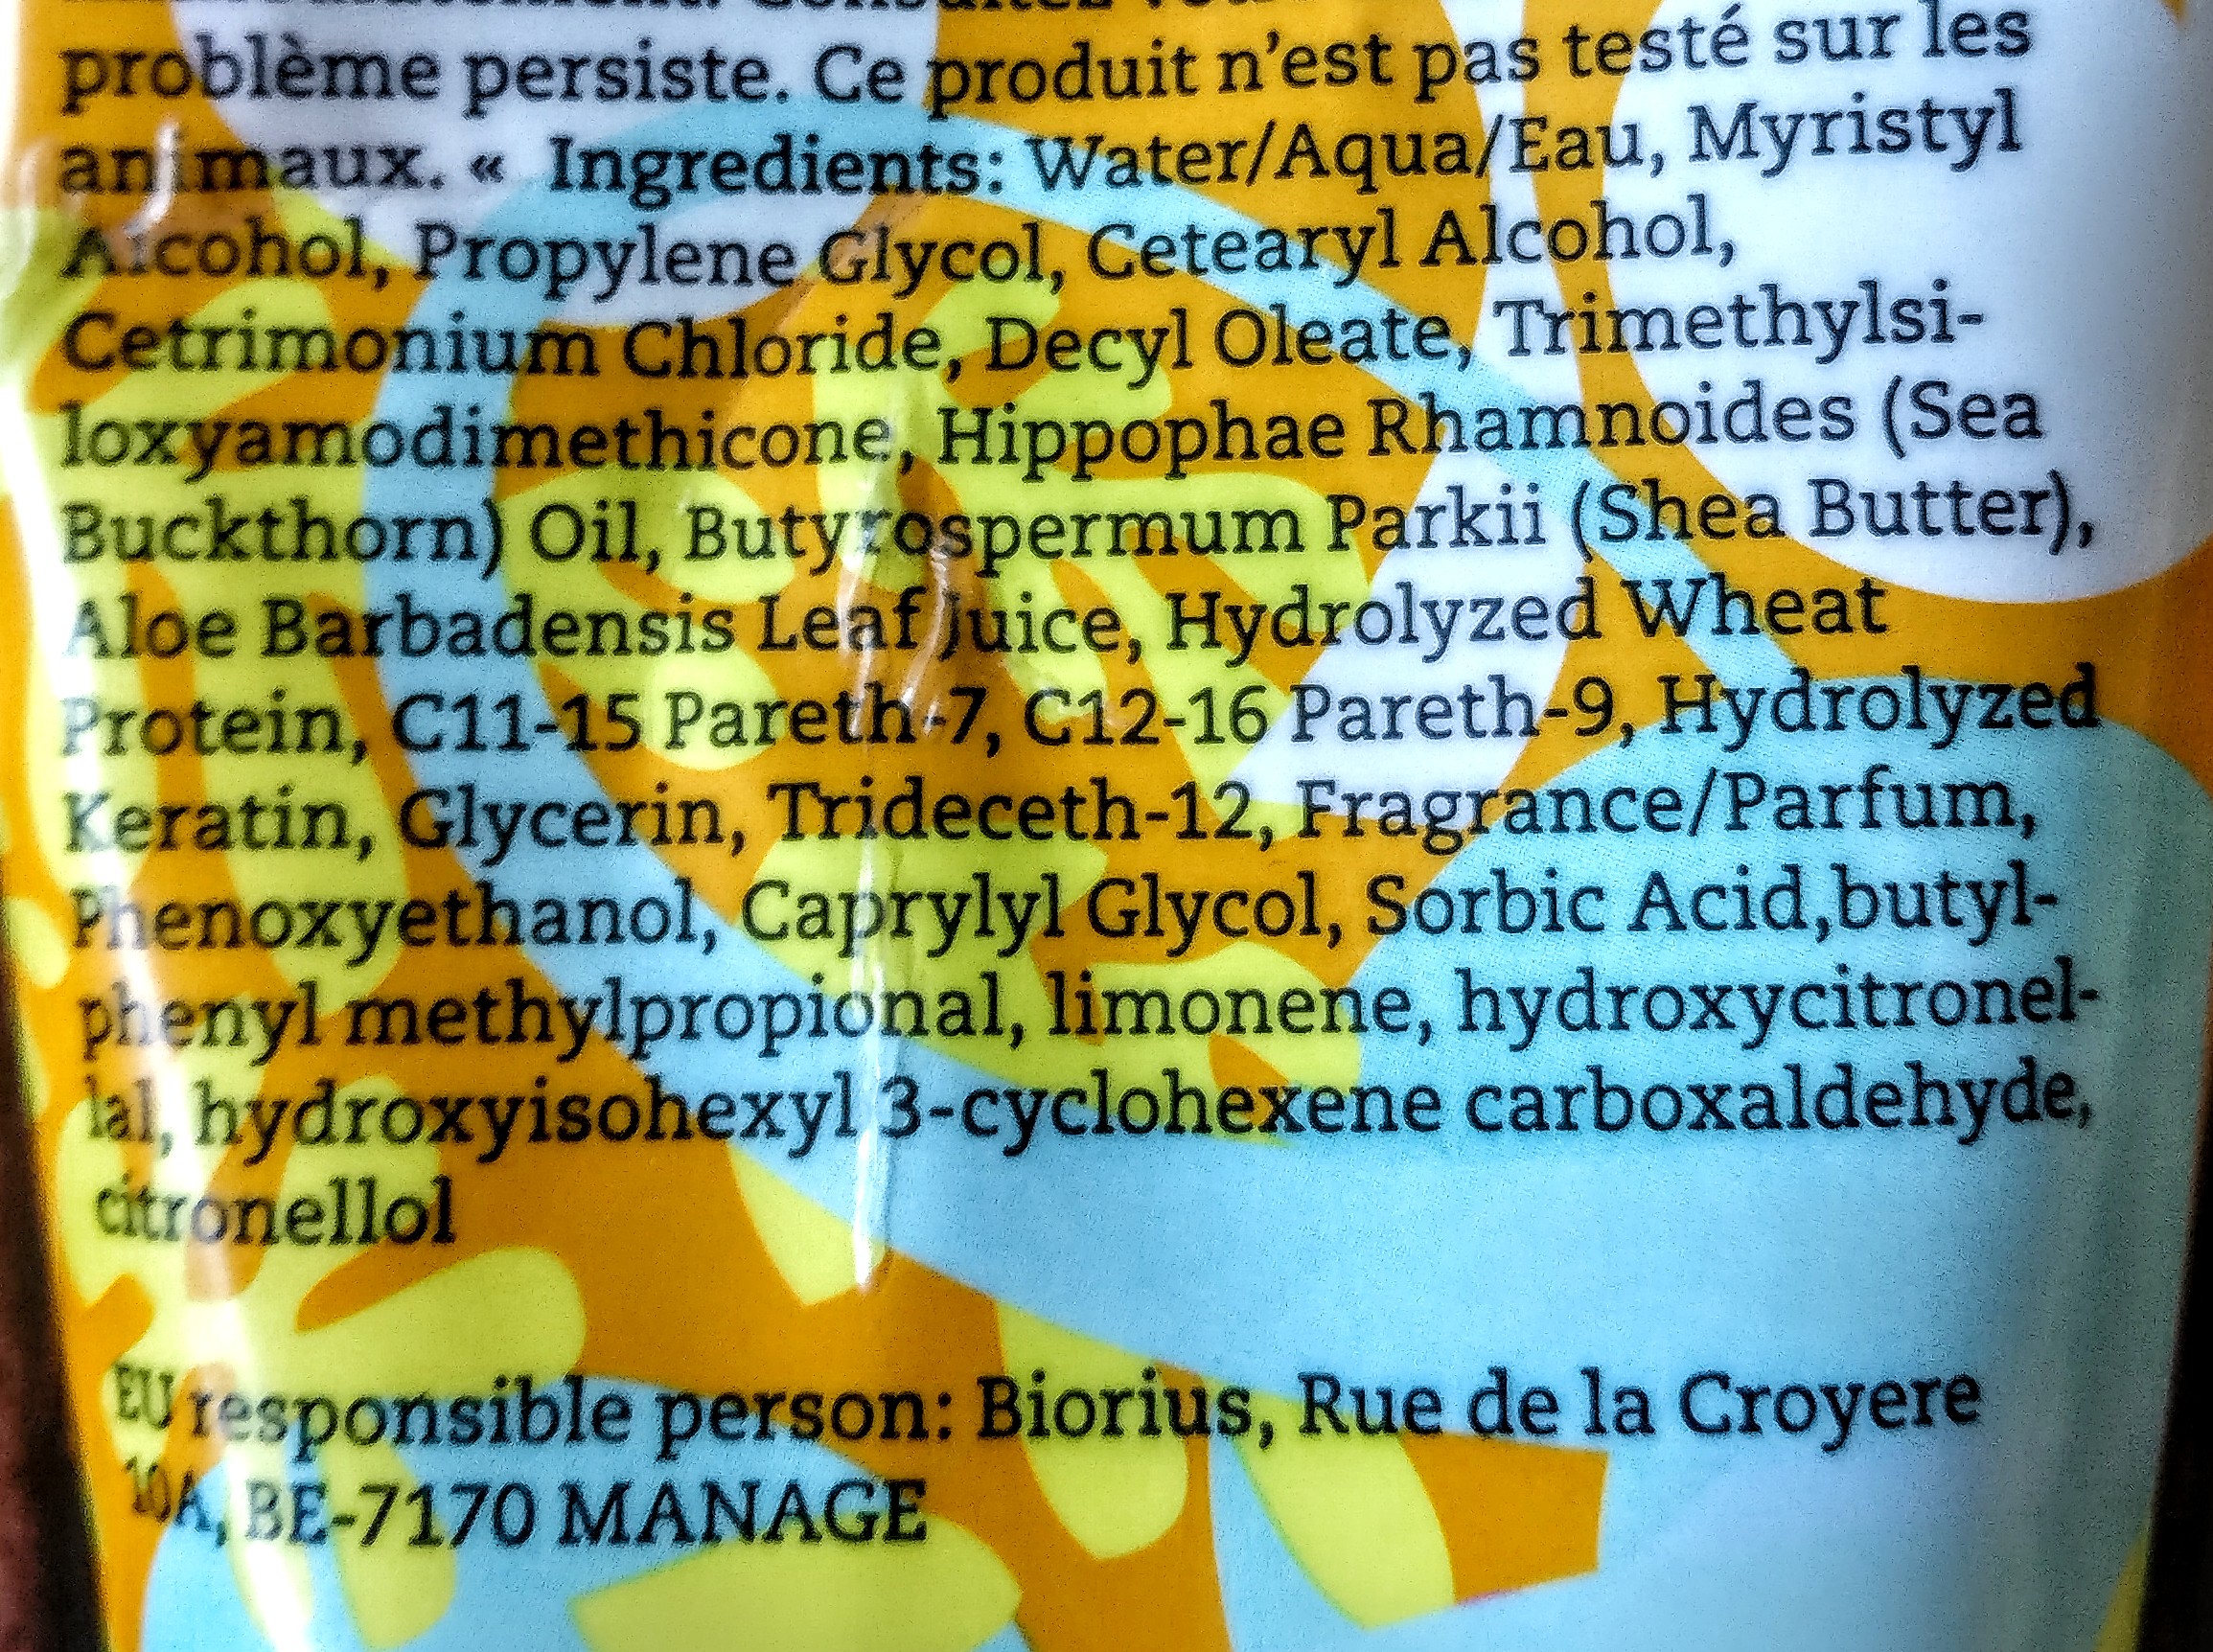 problème persiste. Ce produit n'est pas testé sur les
animaux. « Ingredients: Water/Aqua/Eau, Myristyl
Alcohol, Propylene Glycol, Cetearyl Alcohol,
Cetrimonium Chloride, Decyl Oleate, Trimethylsi-
loxyamodimethicone, Hippophae Rhamnoides (Sea
Buckthorn) Oil, Butyrospermum Parkii (Shea Butter),
Aloe Barbadensis Leaf Juice, Hydrolyzed Wheat
Protein, C11-15 Pareth-7, C12-16 Pareth-9, Hydrolyzed
Keratin, Glycerin, Trideceth-12, Fragrance/Parfum,
Phenoxyethanol, Caprylyl Glycol, Sorbic Acid,butyl-
phenyl methylpropional, limonene, hydroxycitronel-
lal, hydroxyisohexyl 3-cyclohexene carboxaldehyde,
citronellol
EU responsible person: Biorius, Rue de la Croyere
10A, BE-7170 MANAGE